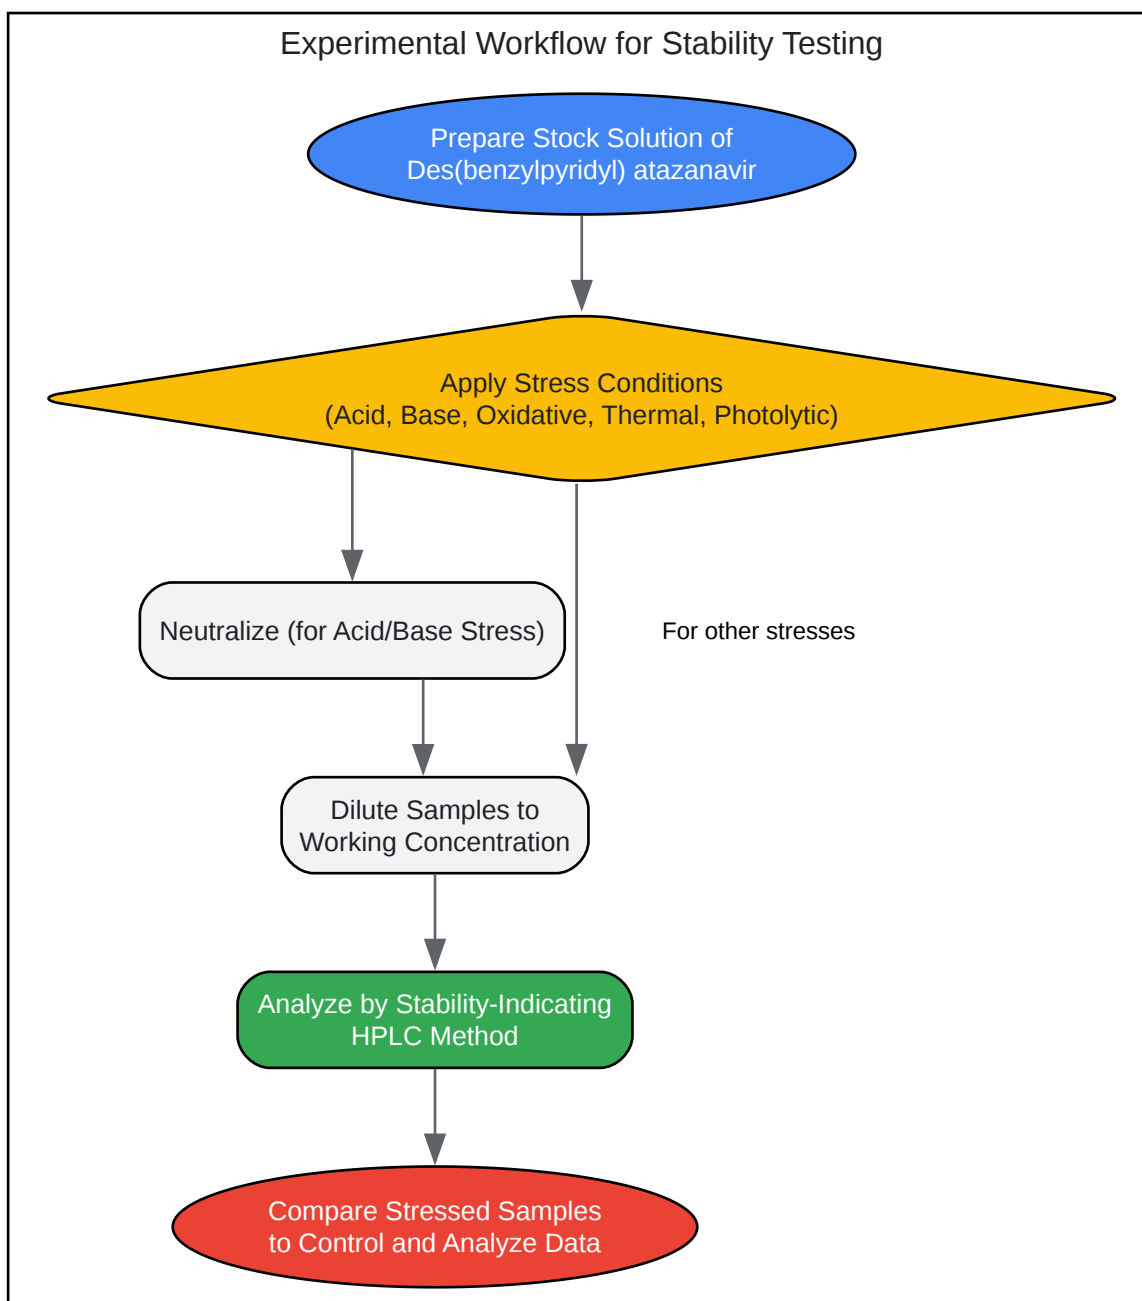 Experimental Workflow for Stability Testing
Prepare Stock Solution of
Des(benzylpyridyl) atazanavir
Apply Stress Conditions
(Acid, Base, Oxidative, Thermal, Photolytic)
Neutralize (for Acid/Base Stress)
For other stresses
Dilute Samples to
Working Concentration
Analyze by Stability-Indicating
HPLC Method
Compare Stressed Samples
to Control and Analyze Data